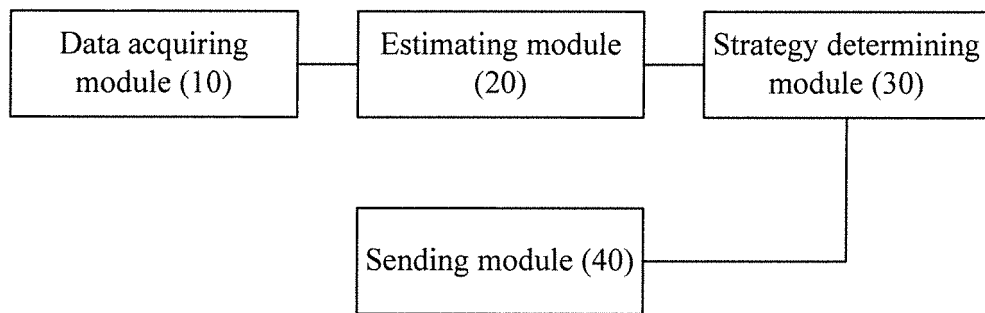 Data acquiring
module (10)
Estimating module
(20)
Strategy determining
module (30)
Sending module (40)